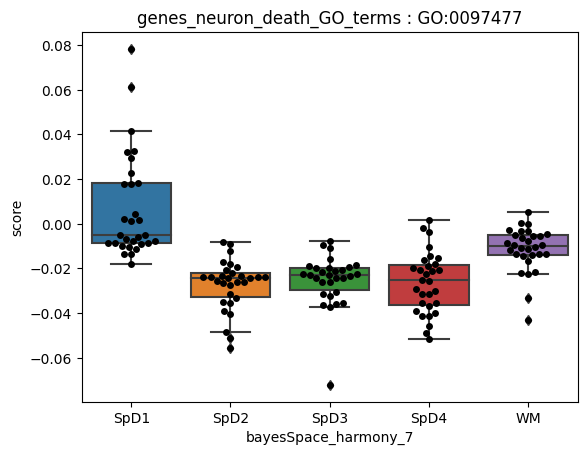 genes_neuron_death_GO_terms : GO:0097477
score
0.08
0.06
0.04
0.02
0.00
−0.02
−0.04
−0.06
SpD1 SpD2 SpD3 SpD4 WM
bayesSpace_harmony_7